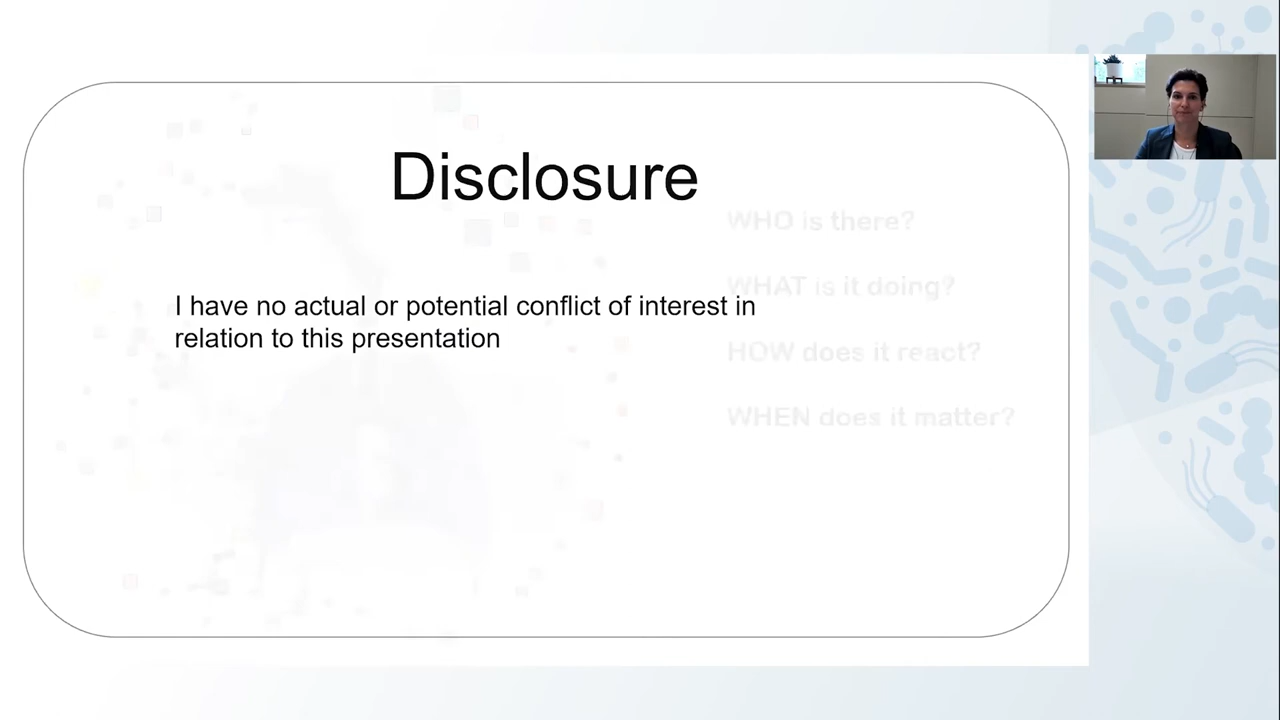 Disclosure
WHO is there?
WHAT is it doing?
I have no actual or potential conflict of interest in
relation to this presentation
HOW does it react?
WHEN does it matter?